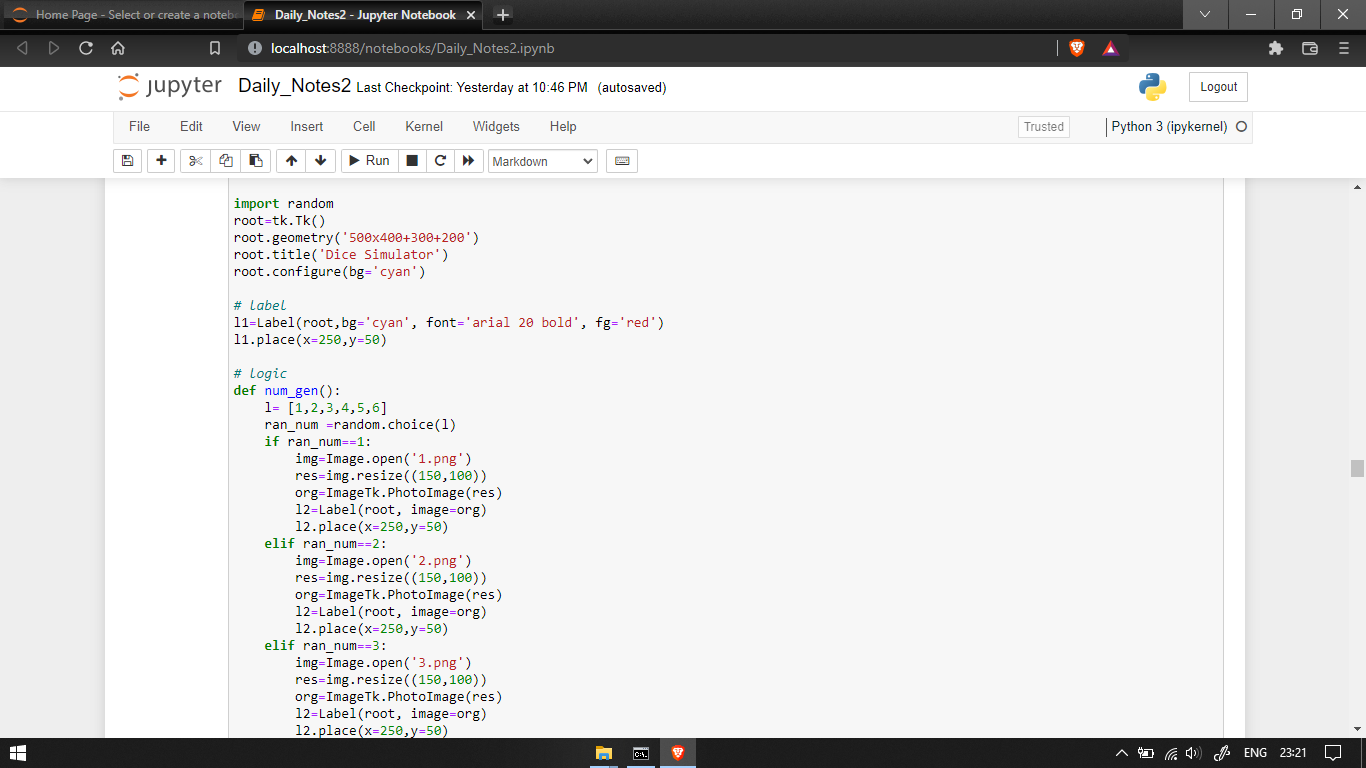 Home Page - Select or create a noteb
Daily_Notes2 - Jupyter Notebook
localhost:8888/notebooks/Daily_Notes2.ipynb
jupyter Daily_Notes2 Last Checkpoint: Yesterday at 10:46 PM (autosaved)
Logout
File Edit View Insert Cell Kernel Widgets Help
Trusted
Python 3 (ipykernel)
Run
Markdown
import random
root=tk.Tk()
root.geometry('500x400+300+200')
root.title('Dice Simulator')
root.configure(bg='cyan')
# label
l1=Label(root,bg='cyan', font='arial 20 bold', fg='red')
l1.place(x=250,y=50)
# logic
def num_gen():
    l= [1,2,3,4,5,6]
    ran_num =random.choice(l)
    if ran_num==1:
        img=Image.open('1.png')
        res=img.resize((150,100))
        org=ImageTk.PhotoImage(res)
        l2=Label(root, image=org)
        l2.place(x=250,y=50)
    elif ran_num==2:
        img=Image.open('2.png')
        res=img.resize((150,100))
        org=ImageTk.PhotoImage(res)
        l2=Label(root, image=org)
        l2.place(x=250,y=50)
    elif ran_num==3:
        img=Image.open('3.png')
        res=img.resize((150,100))
        org=ImageTk.PhotoImage(res)
        l2=Label(root, image=org)
        l2.place(x=250,y=50)
ENG 23:21